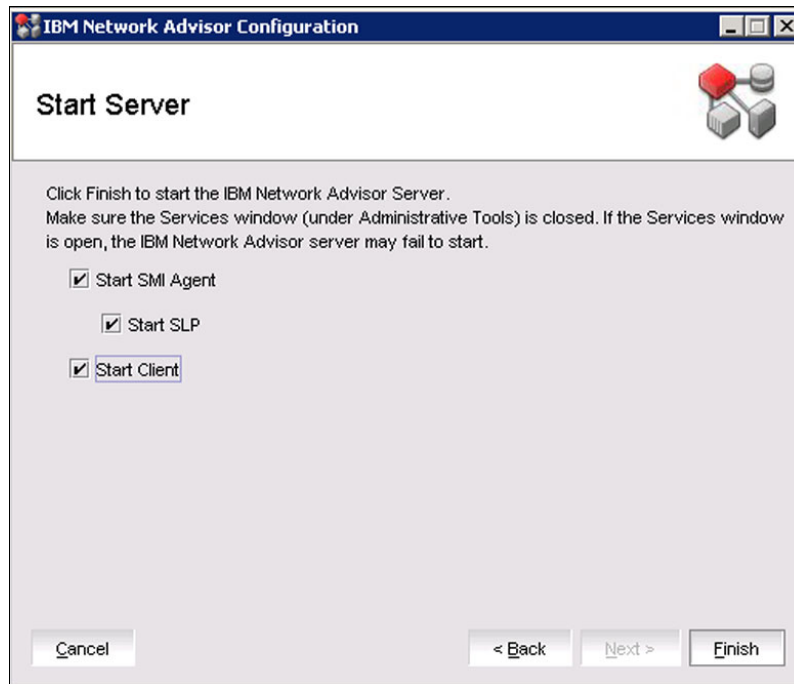 IBM Network Advisor Configuration
Start Server
Click Finish to start the IBM Network Advisor Server.
Make sure the Services window (under Administrative Tools) is closed. If the Services window
is open, the IBM Network Advisor server may fail to start.
Start SMI Agent
Start SLP
Start Client
Cancel
< Back
Next >
Finish